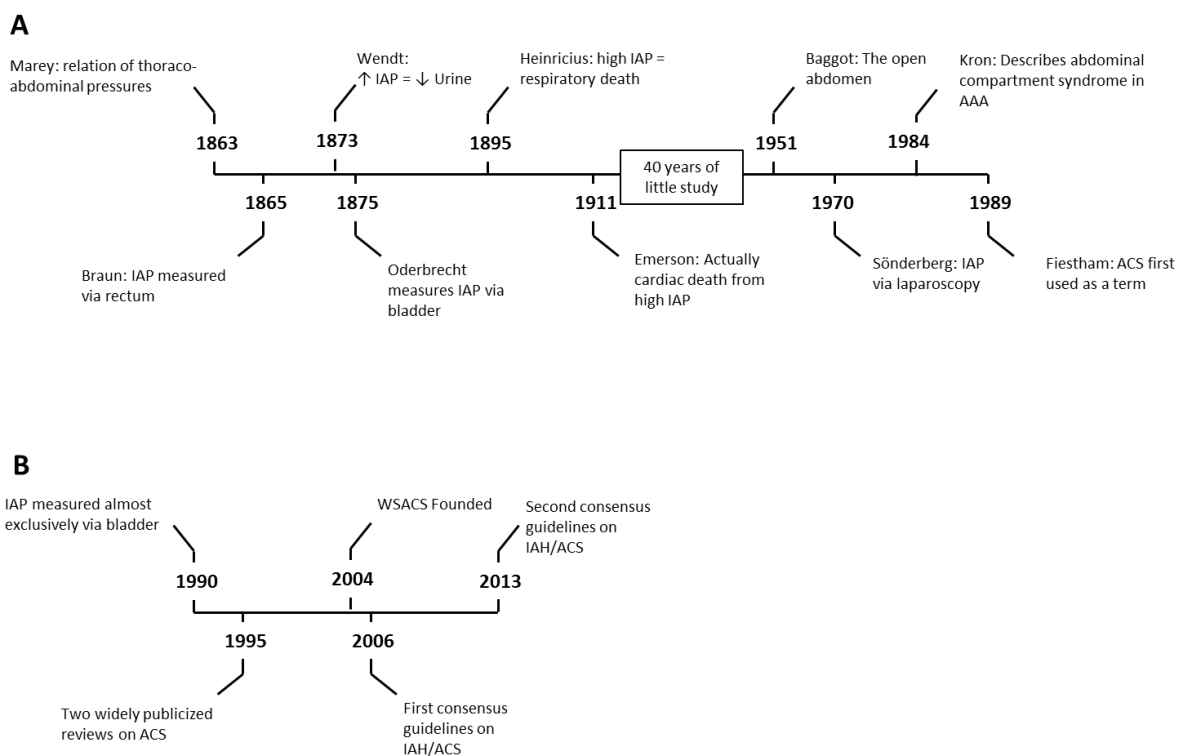 A
Marey: relation of thoraco-
abdominal pressures
Wendt:
↑ IAP = ↓ Urine
Heinricius: high IAP =
respiratory death
Baggot: The open
abdomen
Kron: Describes abdominal
compartment syndrome in
AAA
1863
1873
1895
1951
1984
40 years of
little study
1865
1875
1911
1970
1989
Braun: IAP measured
via rectum
Oderbrecht
measures IAP via
bladder
Emerson: Actually
cardiac death from
high IAP
Sönderberg: IAP
via laparoscopy
Fiestham: ACS first
used as a term
B
IAP measured almost
exclusively via bladder
WSACS Founded
Second consensus
guidelines on
IAH/ACS
1990
2004
2013
1995
2006
Two widely publicized
reviews on ACS
First consensus
guidelines on
IAH/ACS